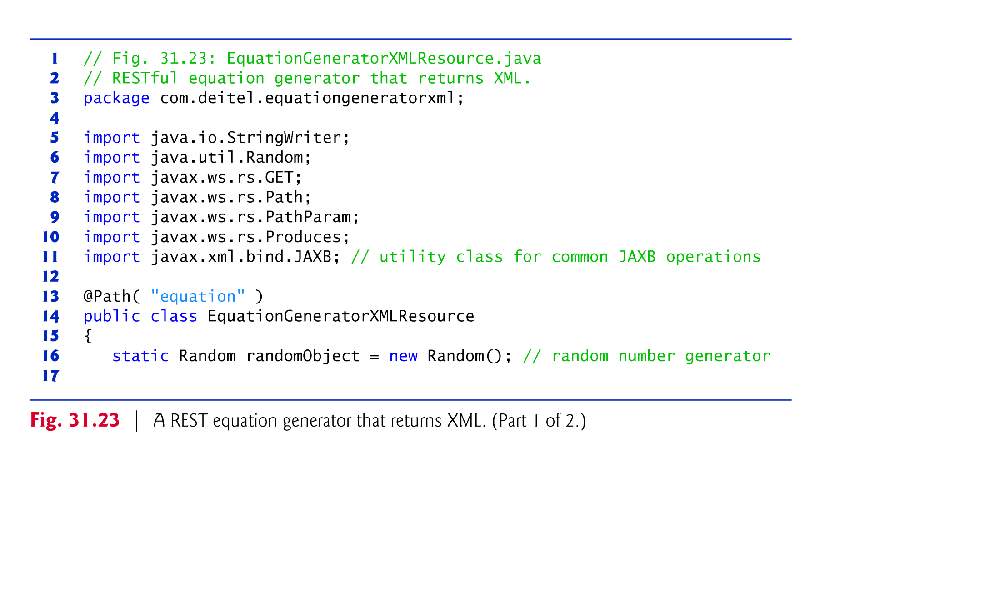 1 // Fig. 31.23: EquationGeneratorXMLResource.java
2 // RESTful equation generator that returns XML.
3 package com.deitel.equationgeneratorxml;
4
5 import java.io.StringWriter;
6 import java.util.Random;
7 import javax.ws.rs.GET;
8 import javax.ws.rs.Path;
9 import javax.ws.rs.PathParam;
10 import javax.ws.rs.Produces;
11 import javax.xml.bind.JAXB; // utility class for common JAXB operations
12
13 @Path( "equation" )
14 public class EquationGeneratorXMLResource
15 {
16    static Random randomObject = new Random(); // random number generator
17
Fig. 31.23 | A REST equation generator that returns XML. (Part 1 of 2.)